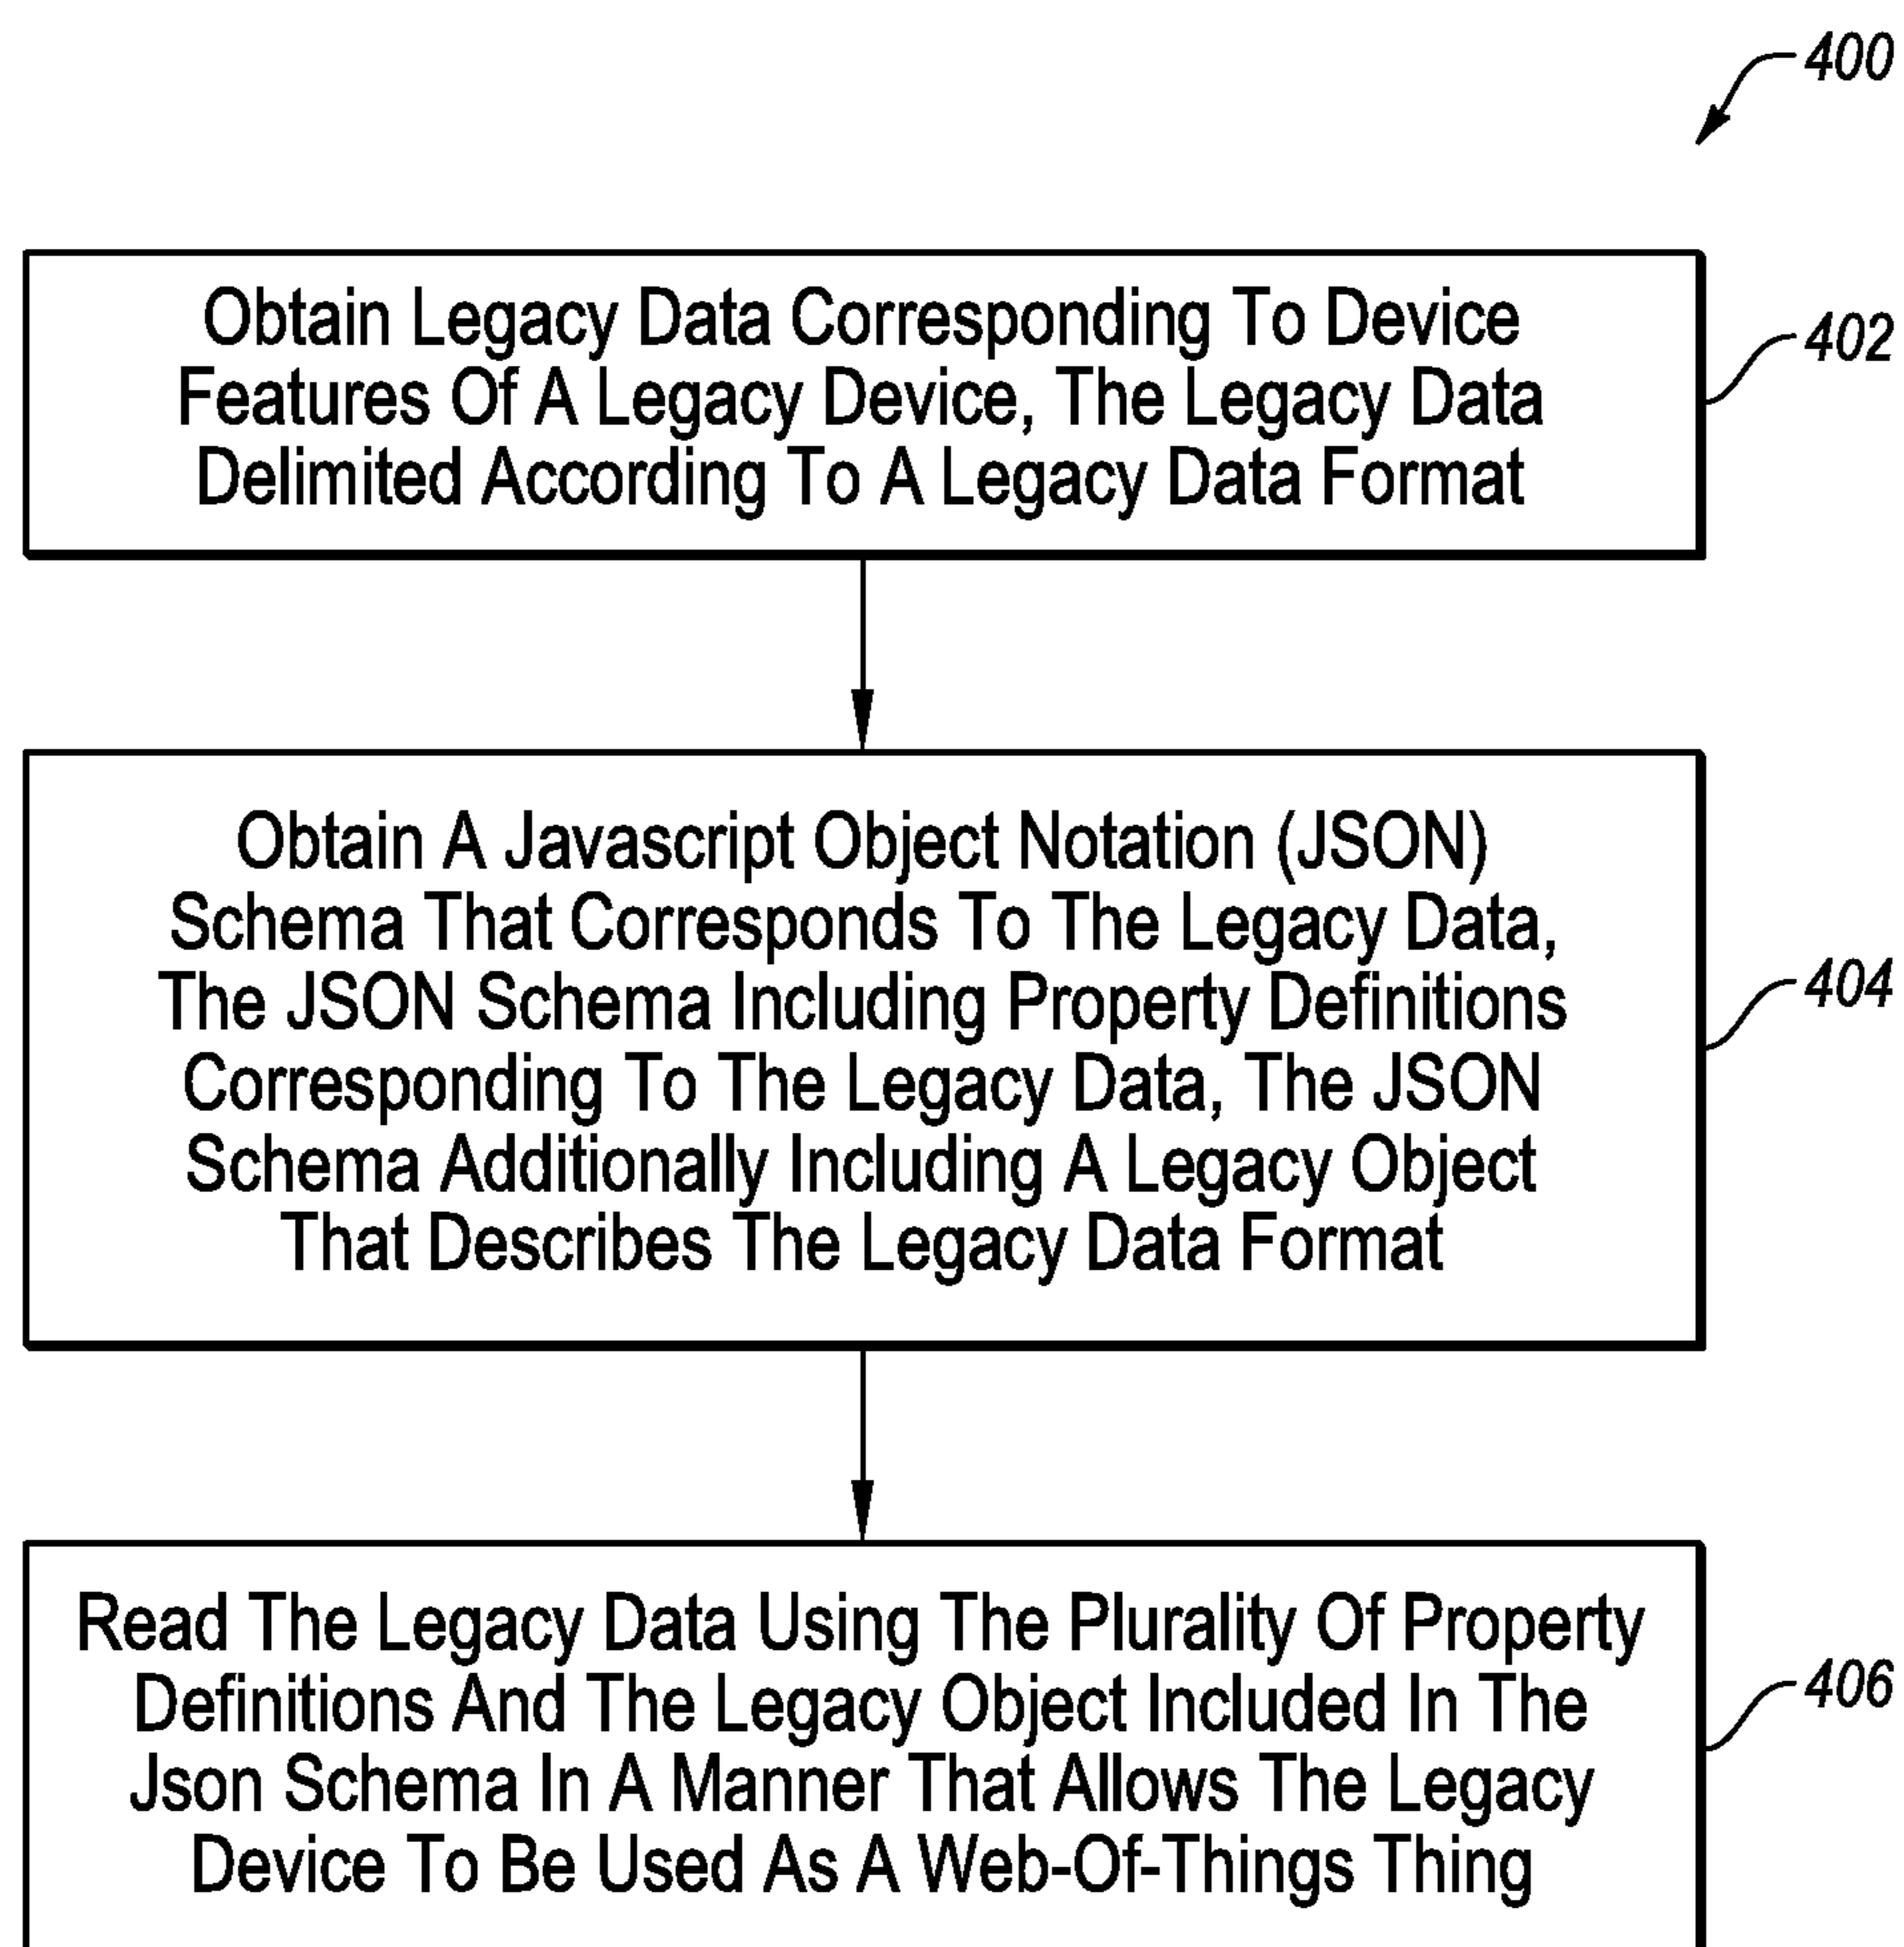 400
Obtain Legacy Data Corresponding To Device
Features Of A Legacy Device, The Legacy Data
Delimited According To A Legacy Data Format
402
Obtain A Javascript Object Notation (JSON)
Schema That Corresponds To The Legacy Data,
The JSON Schema Including Property Definitions
Corresponding To The Legacy Data, The JSON
Schema Additionally Including A Legacy Object
That Describes The Legacy Data Format
404
Read The Legacy Data Using The Plurality Of Property
Definitions And The Legacy Object Included In The
Json Schema In A Manner That Allows The Legacy
Device To Be Used As A Web-Of-Things Thing
406